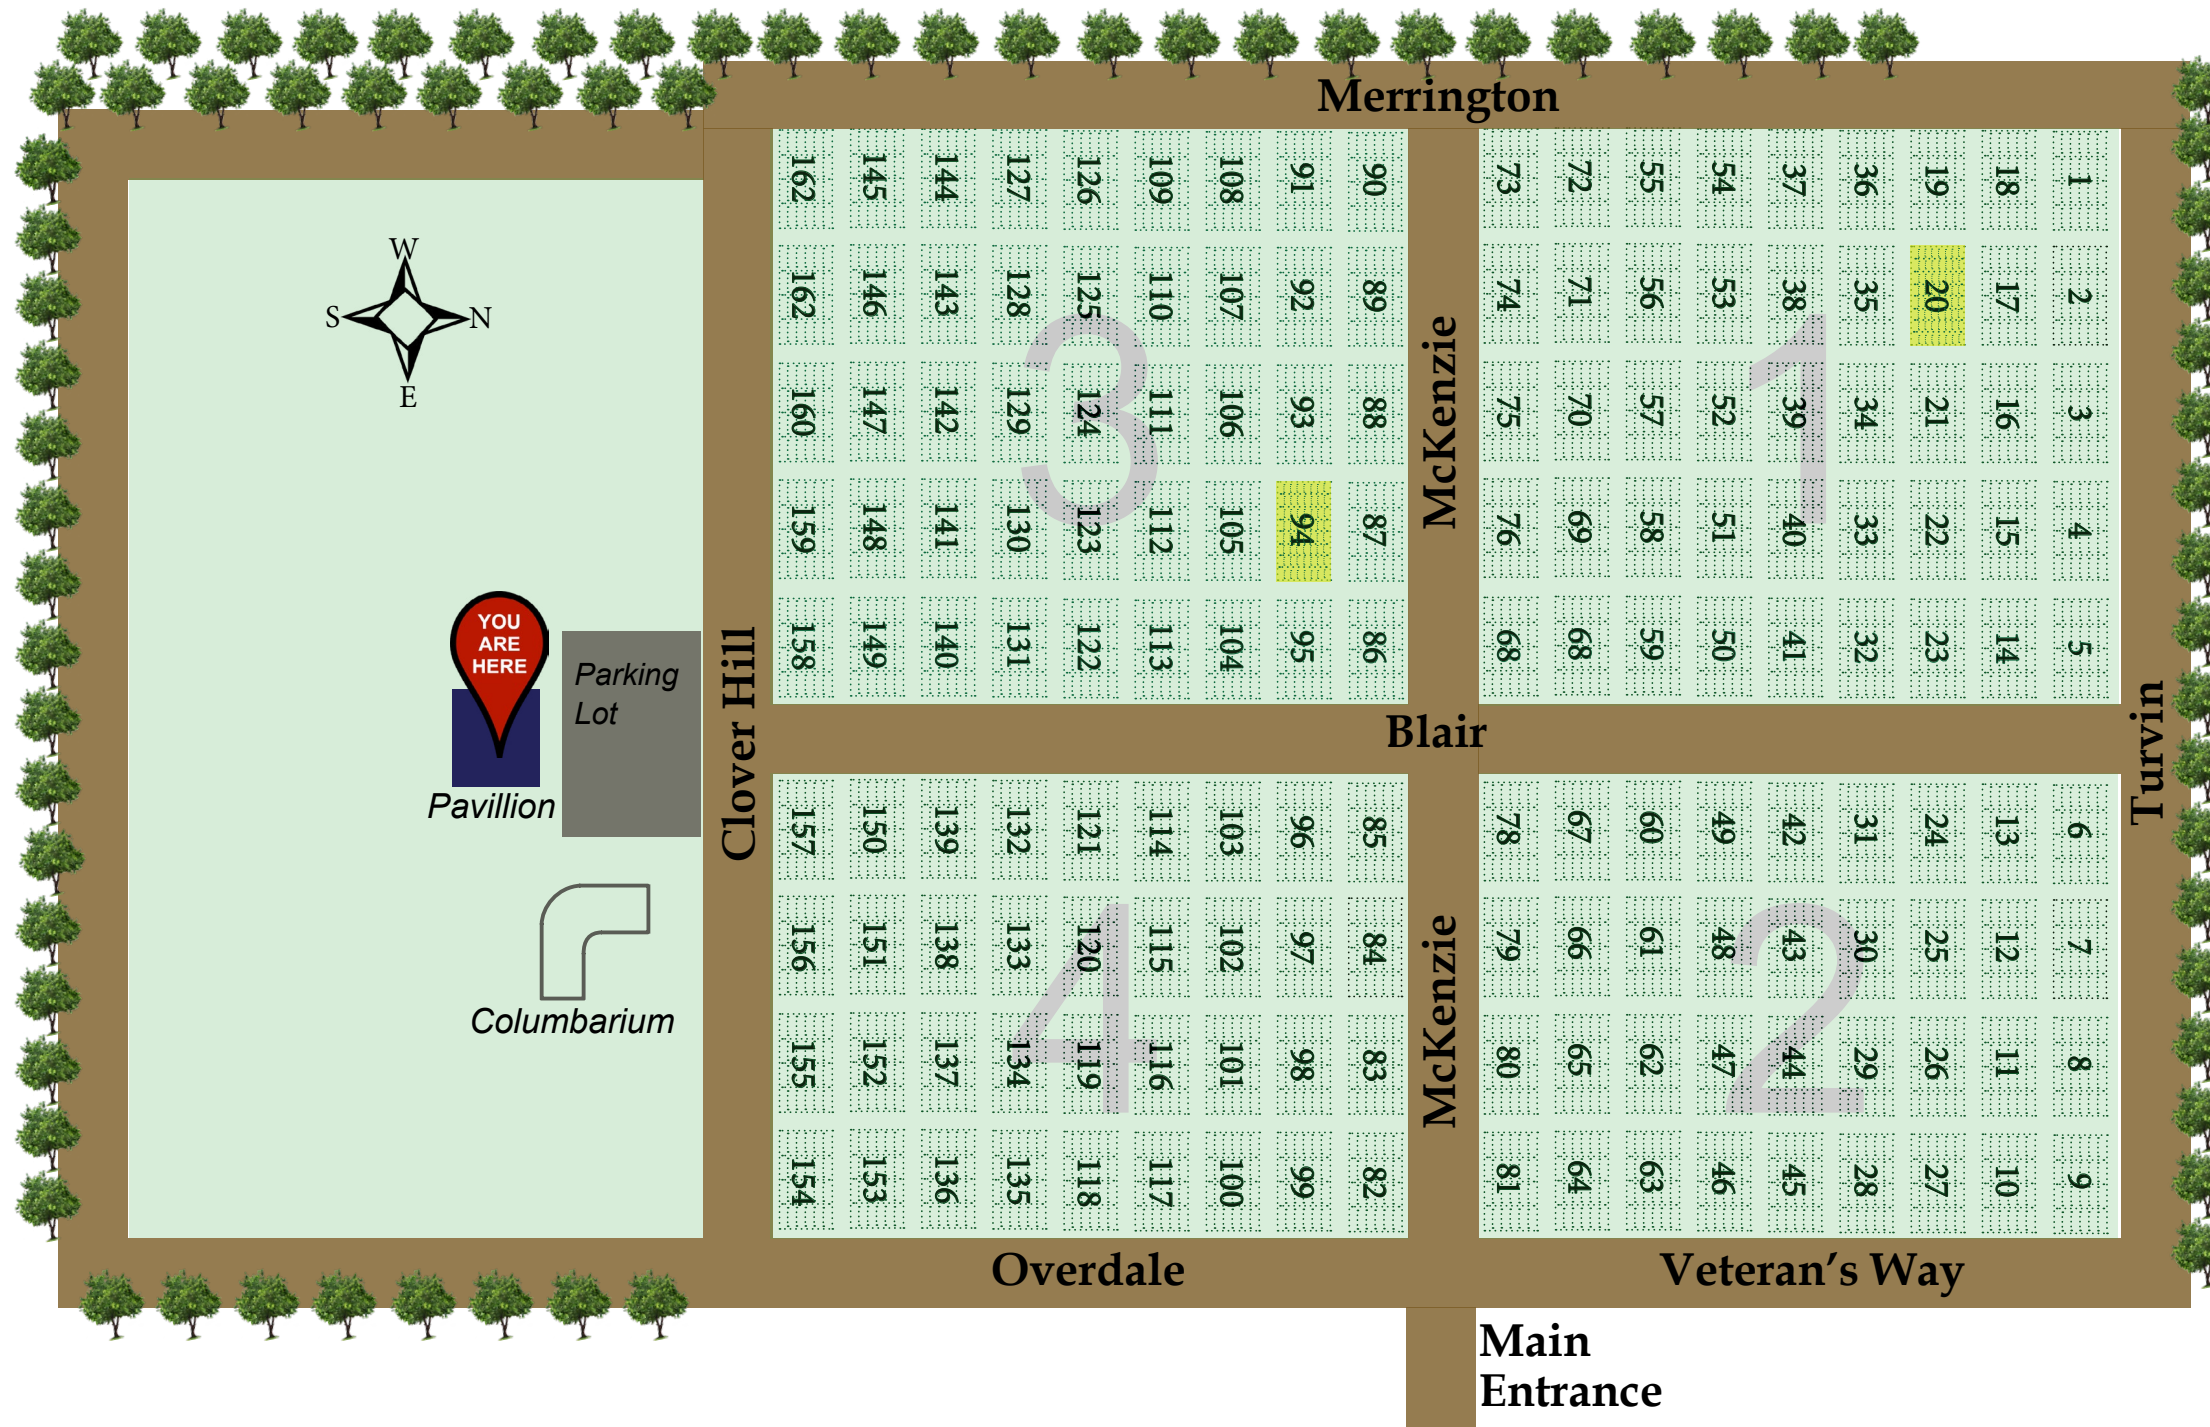 Merrington
162 145 144 127 126 109 108 91 90 73 72 55 54 37 36 19 18 1
162 146 143 128 125 110 107 92 89 74 71 56 53 38 35 20 17 2
160 147 142 129 124 111 106 93 88 75 70 57 52 39 34 21 16 3
159 148 141 130 123 112 105 94 87 76 69 58 51 40 33 22 15 4
158 149 140 131 122 113 104 95 86 68 68 59 50 41 32 23 14 5
W
S N
E
3
1
McKenzie
YOU
ARE
HERE
Parking
Lot
Pavillion
Clover Hill
Blair
Turvin
157 150 139 132 121 114 103 96 85 78 67 60 49 42 31 24 13 6
156 151 138 133 120 115 102 97 84 79 66 61 48 43 30 25 12 7
155 152 137 134 119 116 101 98 83 80 65 62 47 44 29 26 11 8
154 153 136 135 118 117 100 99 82 81 64 63 46 45 28 27 10 9
4
2
McKenzie
Columbarium
Overdale
Veteran's Way
Main
Entrance